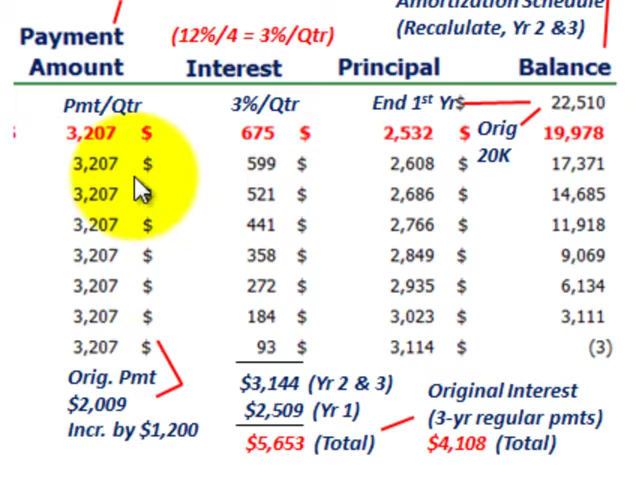 Amortization Schedule
(Recalulate, Yr 2 &3)
Payment (12%/4 = 3%/Qtr)
Amount Interest Principal Balance
Pmt/Qtr 3%/Qtr End 1st Yr$ 22,510
3,207 $ 675 $ 2,532 $ Orig 19,978
3,207 $ 599 $ 2,608 $ 20K 17,371
3,207 $ 521 $ 2,686 $ 14,685
3,207 $ 441 $ 2,766 $ 11,918
3,207 $ 358 $ 2,849 $ 9,069
3,207 $ 272 $ 2,935 $ 6,134
3,207 $ 184 $ 3,023 $ 3,111
3,207 $ 93 $ 3,114 $ (3)
Orig. Pmt
$2,009
Incr. by $1,200
$3,144 (Yr 2 & 3)
$2,509 (Yr 1)
$5,653 (Total)
Original Interest
(3-yr regular pmts)
$4,108 (Total)